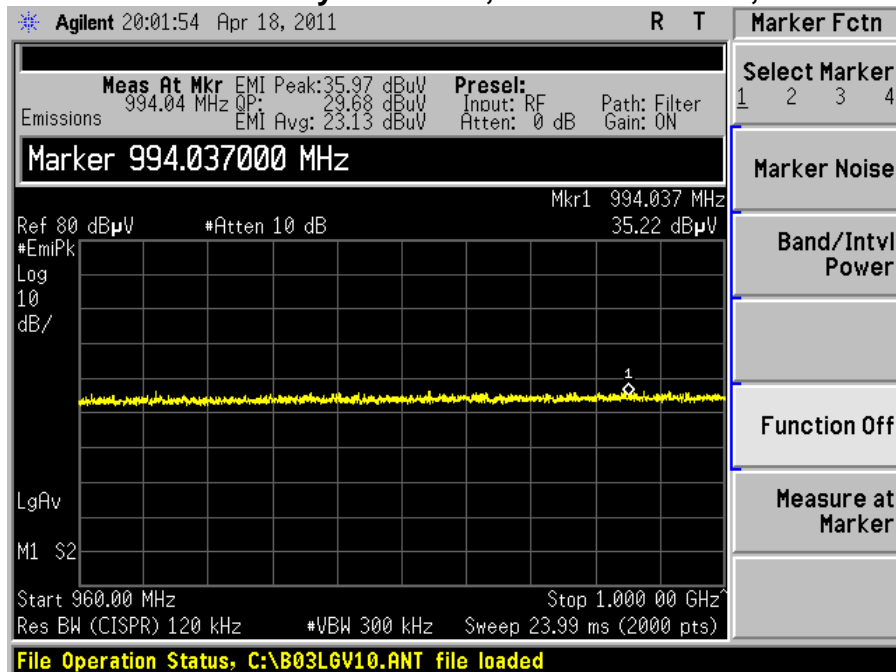 Agilent 20:01:54 Apr 18, 2011 R T
Marker Fctn
Meas At Mkr EMI Peak:35.97 dBuV Presel:
994.04 MHz QP: 29.68 dBuV Input: RF Path: Filter
Emissions EMI Avg: 23.13 dBuV Atten: 0 dB Gain: ON
Marker 994.037000 MHz
Mkr1 994.037 MHz
Ref 80 dBµV #Atten 10 dB 35.22 dBµV
#EmiPk
Log
10
dB/
1
LgAv
M1 S2
Start 960.00 MHz Stop 1.000 00 GHz^
Res BW (CISPR) 120 kHz #VBW 300 kHz Sweep 23.99 ms (2000 pts)
File Operation Status, C:\B03LGV10.ANT file loaded
Select Marker
1 2 3 4
Marker Noise
Band/Intvl
Power
Function Off
Measure at
Marker